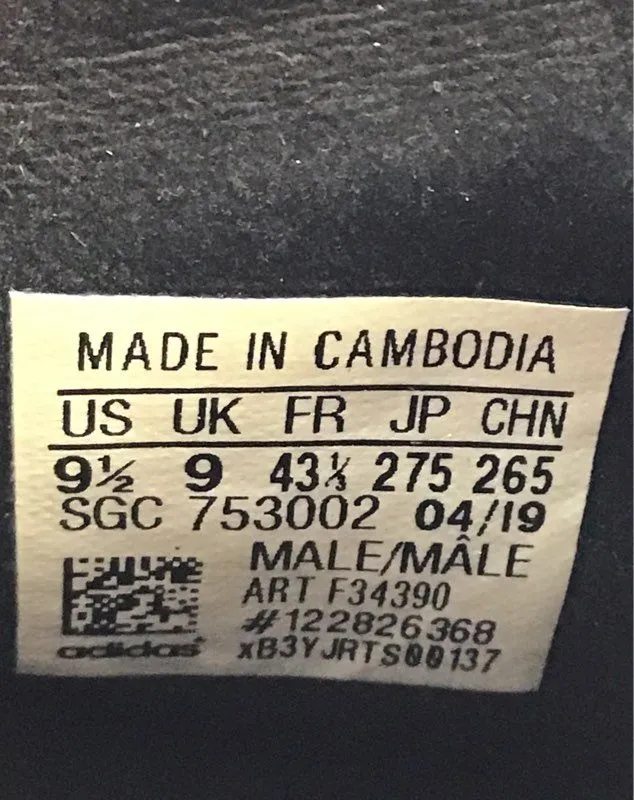 MADE IN CAMBODIA
US UK FR JP CHN
9½ 9 43⅓ 275 265
SGC 753002 04/19
MALE/MÂLE
ART F34390
#122826368
xB3YJRTS00137
adidas